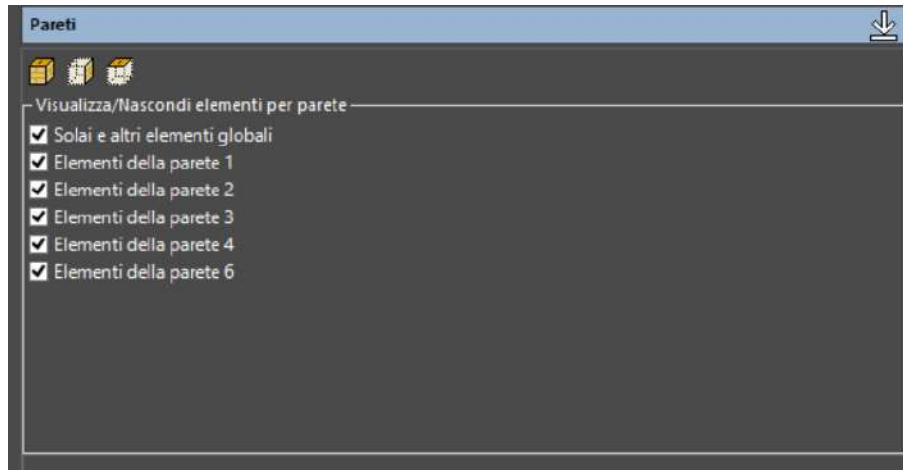 Pareti
Visualizza/Nascondi elementi per parete
Solai e altri elementi globali
Elementi della parete 1
Elementi della parete 2
Elementi della parete 3
Elementi della parete 4
Elementi della parete 6